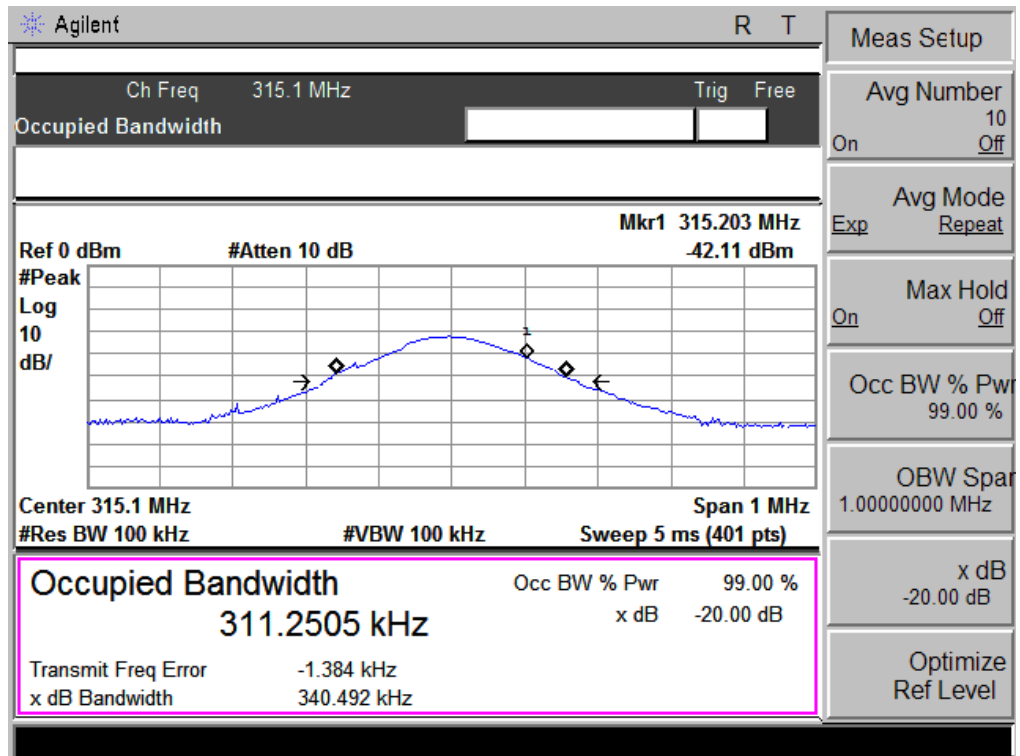 Agilent R T
Ch Freq 315.1 MHz Trig Free
Occupied Bandwidth
Mkr1 315.203 MHz
Ref 0 dBm #Atten 10 dB -42.11 dBm
#Peak
Log
10
dB/
1
Center 315.1 MHz Span 1 MHz
#Res BW 100 kHz #VBW 100 kHz Sweep 5 ms (401 pts)
Occupied Bandwidth Occ BW % Pwr 99.00 %
311.2505 kHz x dB -20.00 dB
Transmit Freq Error -1.384 kHz
x dB Bandwidth 340.492 kHz
Meas Setup
Avg Number
10
On Off
Avg Mode
Exp Repeat
Max Hold
On Off
Occ BW % Pwr
99.00 %
OBW Spar
1.00000000 MHz
x dB
-20.00 dB
Optimize
Ref Level